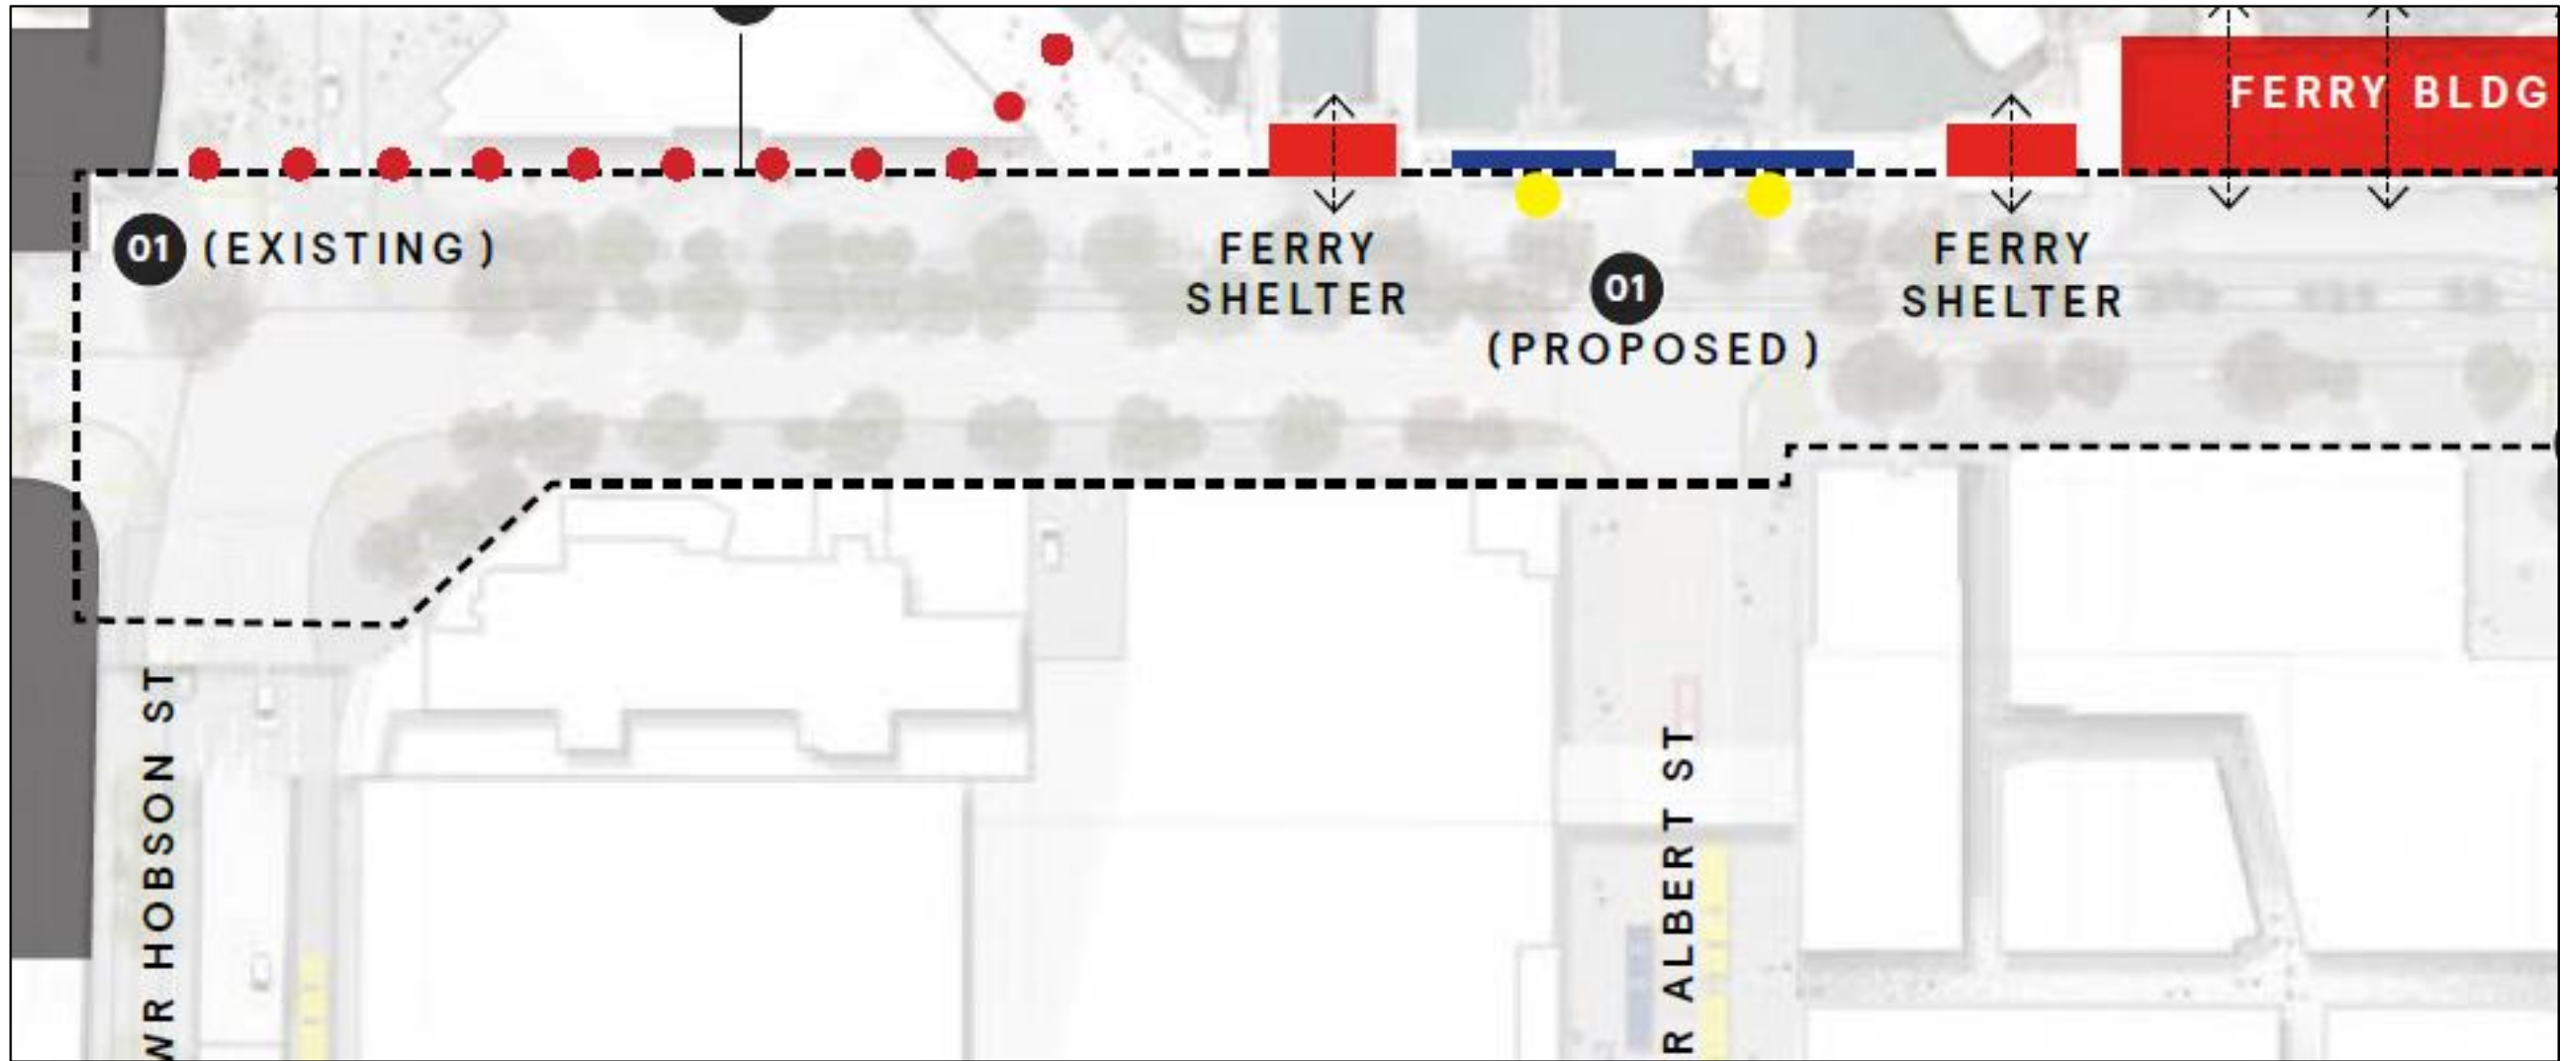 FERRY BLDG
01 (EXISTING)
FERRY
SHELTER
01
(PROPOSED)
FERRY
SHELTER
WR HOBSON ST
R ALBERT ST